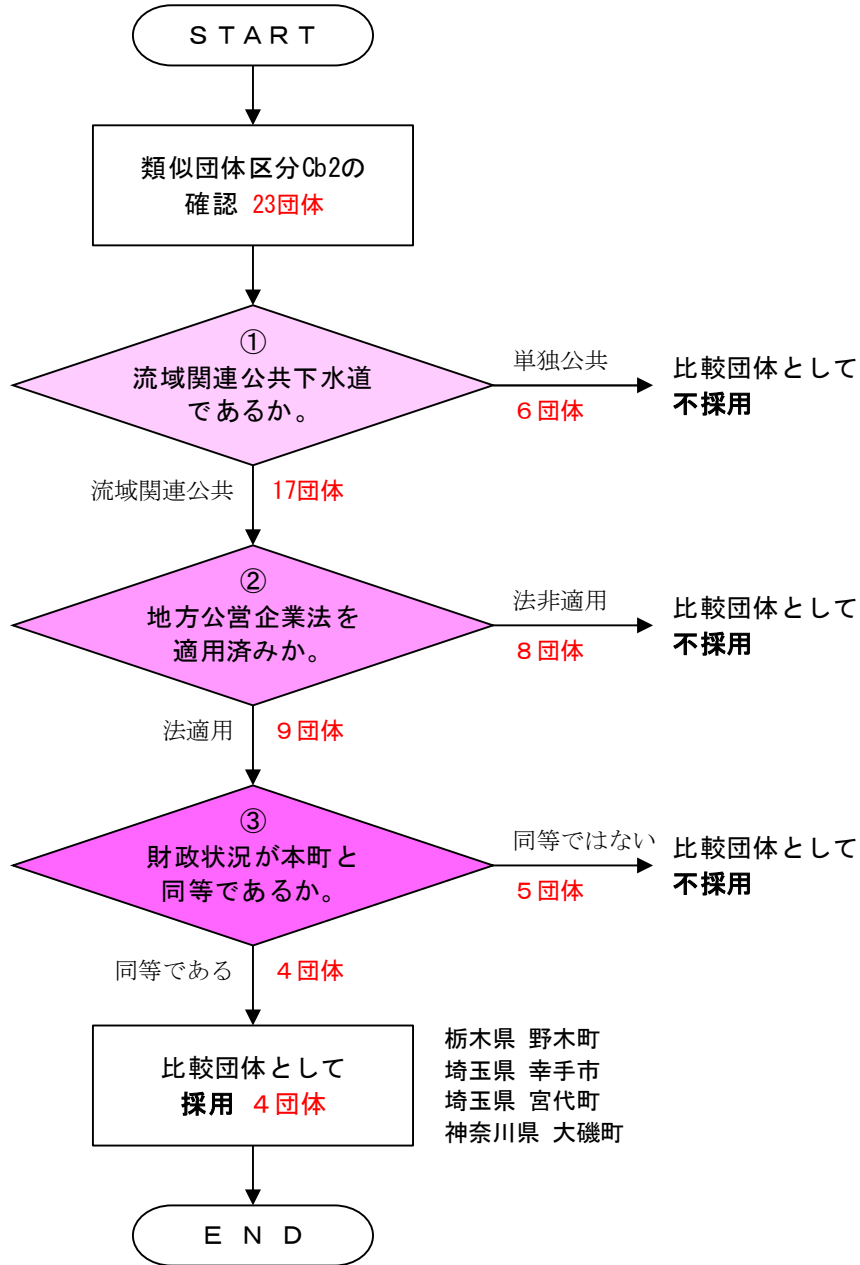 ＳＴＡＲＴ
類似団体区分Cb2の
確認 23団体
①
流域関連公共下水道
であるか。
単独公共
６団体
比較団体として
不採用
流域関連公共 17団体
②
地方公営企業法を
適用済みか。
法非適用
８団体
比較団体として
不採用
法適用 ９団体
③
財政状況が本町と
同等であるか。
同等ではない
５団体
比較団体として
不採用
同等である ４団体
比較団体として
採用 ４団体
栃木県 野木町
埼玉県 幸手市
埼玉県 宮代町
神奈川県 大磯町
ＥＮＤ